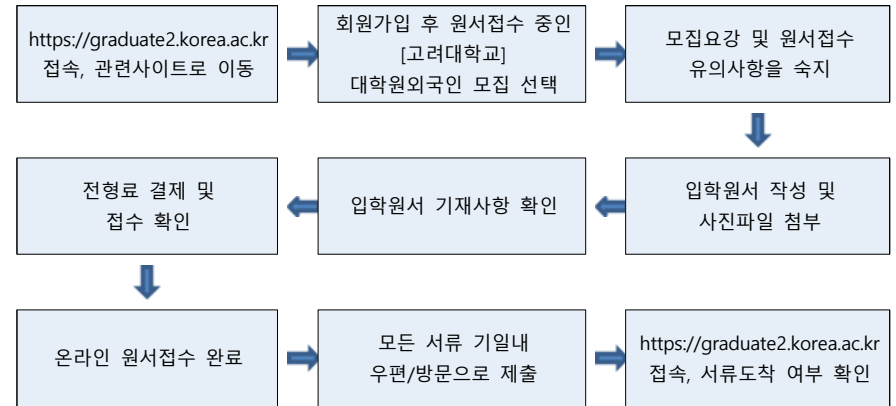 https://graduate2.korea.ac.kr
접속, 관련사이트로 이동
회원가입 후 원서접수 중인
[고려대학교]
대학원외국인 모집 선택
모집요강 및 원서접수
유의사항을 숙지
입학원서 작성 및
사진파일 첨부
입학원서 기재사항 확인
전형료 결제 및
접수 확인
온라인 원서접수 완료
모든 서류 기일내
우편/방문으로 제출
https://graduate2.korea.ac.kr
접속, 서류도착 여부 확인